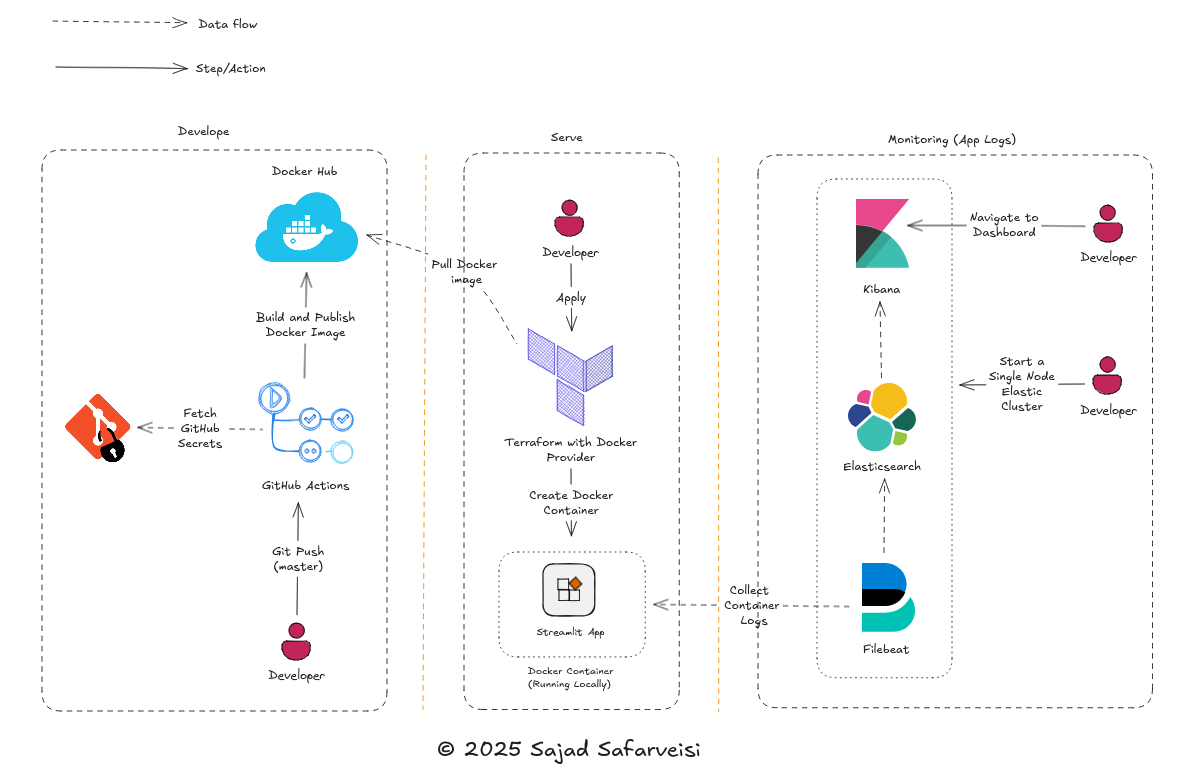 Data flow
Step/Action
Develope
Docker Hub
Build and Publish
Docker Image
Fetch
GitHub
Secrets
GitHub Actions
Git Push
(master)
Developer
Serve
Developer
Apply
Pull Docker
image
Terraform with Docker
Provider
Create Docker
Container
Streamlit App
Docker Container
(Running Locally)
Monitoring (App Logs)
Navigate to
Dashboard
Developer
Kibana
Start a
Single Node
Elastic
Cluster
Developer
Elasticsearch
Collect
Container
Logs
Filebeat
© 2025 Sajad Safarveisi